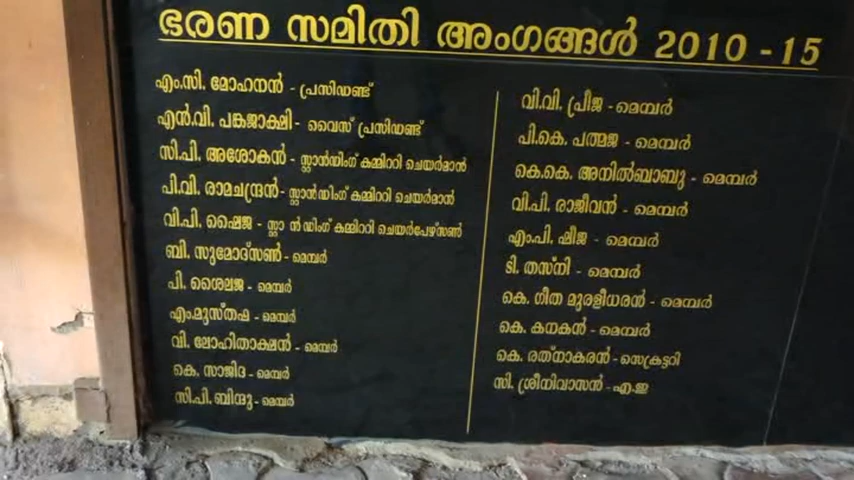 ഭരണ സമിതി അംഗങ്ങൾ 2010 - 15
എം.സി. മോഹനൻ - പ്രസിഡണ്ട്
എൻ.വി. പങ്കജാക്ഷി - വൈസ് പ്രസിഡണ്ട്
സി.പി. അശോകൻ - സ്റ്റാൻഡിംഗ് കമ്മിററി ചെയർമാൻ
പി.വി. രാമചന്ദ്രൻ - സ്റ്റാൻഡിംഗ് കമ്മിററി ചെയർമാൻ
വി.പി. ഷൈജ - സ്റ്റാ ൻഡിംഗ് കമ്മിററി ചെയർപേഴ്സൺ
ബി. സുമോദ്സൺ - മെമ്പർ
പി. ശൈലജ - മെമ്പർ
എം.മുസ്തഫ - മെമ്പർ
വി. ലോഹിതാക്ഷൻ - മെമ്പർ
കെ. സാജിദ - മെമ്പർ
സി.പി. ബിന്ദു - മെമ്പർ
വി.വി. പ്രീജ - മെമ്പർ
പി.കെ. പത്മജ - മെമ്പർ
കെ.കെ. അനിൽബാബു - മെമ്പർ
വി.പി. രാജീവൻ - മെമ്പർ
എം.പി. ഷീജ - മെമ്പർ
ടി. തസ്നി - മെമ്പർ
കെ. ഗീത മുരളീധരൻ - മെമ്പർ
കെ. കനകൻ - മെമ്പർ
കെ. രത്നാകരൻ - സെക്രട്ടറി
സി. ശ്രീനിവാസൻ - എ.ഇ